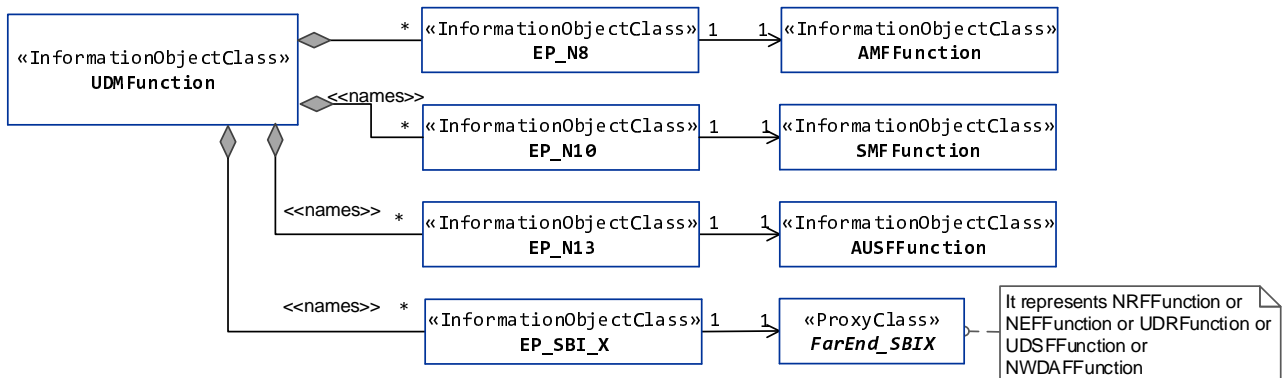 «InformationObjectClass»
UDMFunction
*
«InformationObjectClass»
EP_N8
1
1
«InformationObjectClass»
AMFFunction
<<names>>
*
«InformationObjectClass»
EP_N10
1
1
«InformationObjectClass»
SMFFunction
<<names>>
*
«InformationObjectClass»
EP_N13
1
1
«InformationObjectClass»
AUSFFunction
<<names>>
*
«InformationObjectClass»
EP_SBI_X
1
1
«ProxyClass»
FarEnd_SBIX
It represents NRFFunction or
NEFFunction or UDRFunction or
UDSFFunction or
NWDAFFunction